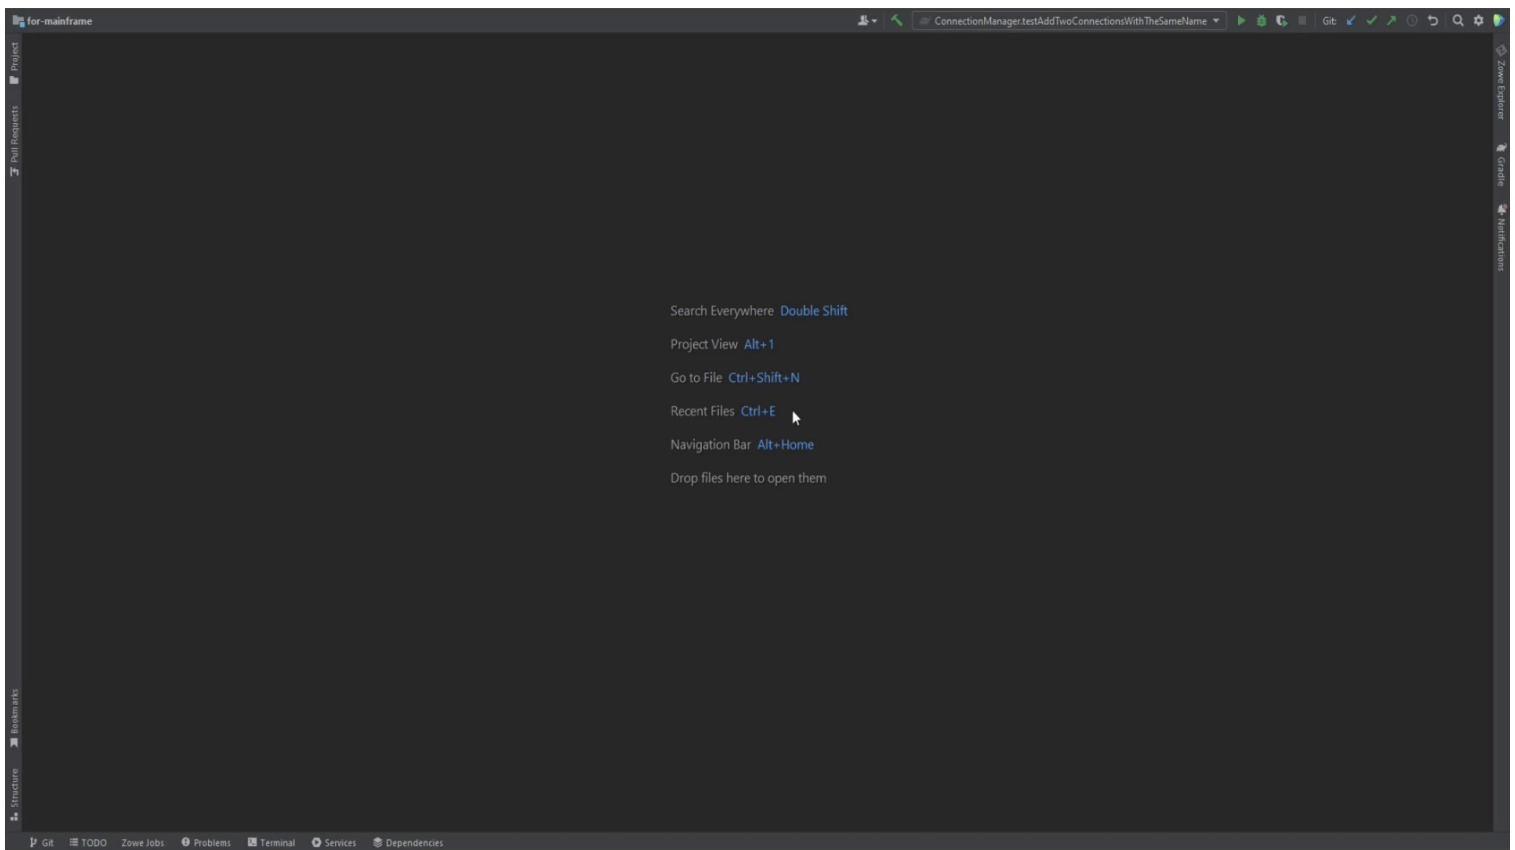 for-mainframe
ConnectionManager.testAddTwoConnectionsWithTheSameName
Git:
Project
Pull Requests
Bookmarks
Structure
Search Everywhere Double Shift
Project View Alt+1
Go to File Ctrl+Shift+N
Recent Files Ctrl+E
Navigation Bar Alt+Home
Drop files here to open them
Zowe Explorer
Gradle
Notifications
Git TODO Zowe Jobs Problems Terminal Services Dependencies